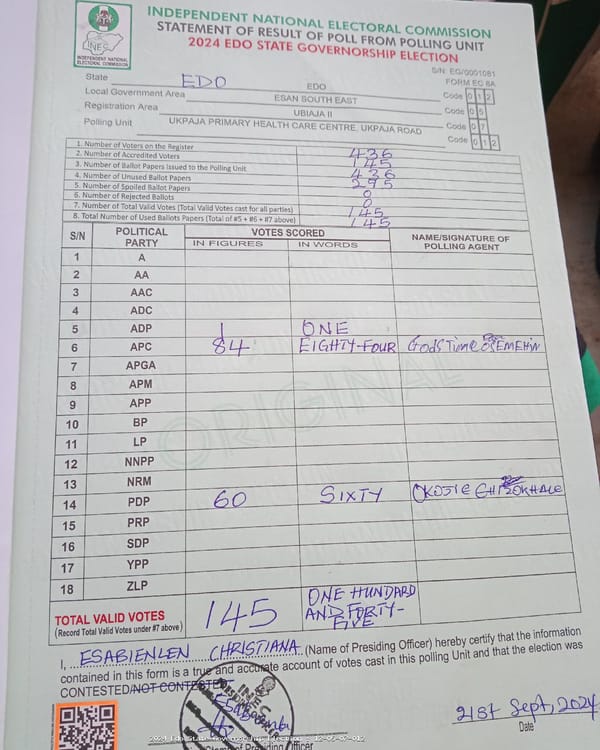 INDEPENDENT NATIONAL ELECTORAL COMMISSION
STATEMENT OF RESULT OF POLL FROM POLLING UNIT
2024 EDO STATE GOVERNORSHIP ELECTION
INEC
INDEPENDENT NATIONAL
ELECTORAL COMMISSION
S/N: EG/0001081
FORM EC 8A
State EDO EDO Code 0 1 2
Local Government Area ESAN SOUTH EAST Code 0 5
Registration Area UBIAJA II Code 0 7
Polling Unit UKPAJA PRIMARY HEALTH CARE CENTRE, UKPAJA ROAD Code 0 1 2
1. Number of Voters on the Register 436
2. Number of Accredited Voters 145
3. Number of Ballot Papers Issued to the Polling Unit 436
4. Number of Unused Ballot Papers 295
5. Number of Spoiled Ballot Papers 0
6. Number of Rejected Ballots 0
7. Number of Total Valid Votes (Total Valid Votes cast for all parties) 145
8. Total Number of Used Ballots Papers (Total of #5 + #6 + #7 above) 145
S/N POLITICAL PARTY VOTES SCORED NAME/SIGNATURE OF POLLING AGENT
IN FIGURES IN WORDS
1 A
2 AA
3 AAC
4 ADC
5 ADP 1 ONE
6 APC 84 EIGHTY-FOUR GodsTime
7 APGA
8 APM
9 APP
10 BP
11 LP
12 NNPP
13 NRM
14 PDP 60 SIXTY OKOJIE
15 PRP
16 SDP
17 YPP
18 ZLP
ORIGINAL
TOTAL VALID VOTES 145 ONE HUNDARD
(Record Total Valid Votes under #7 above) AND FORTY-
FIVE
I, ESABIENLEN CHRISTIANA (Name of Presiding Officer) hereby certify that the information
contained in this form is a true and accurate account of votes cast in this polling Unit and that the election was
CONTESTED/NOT CONTESTED
INEC
21st Sept, 2024
Date
Officer